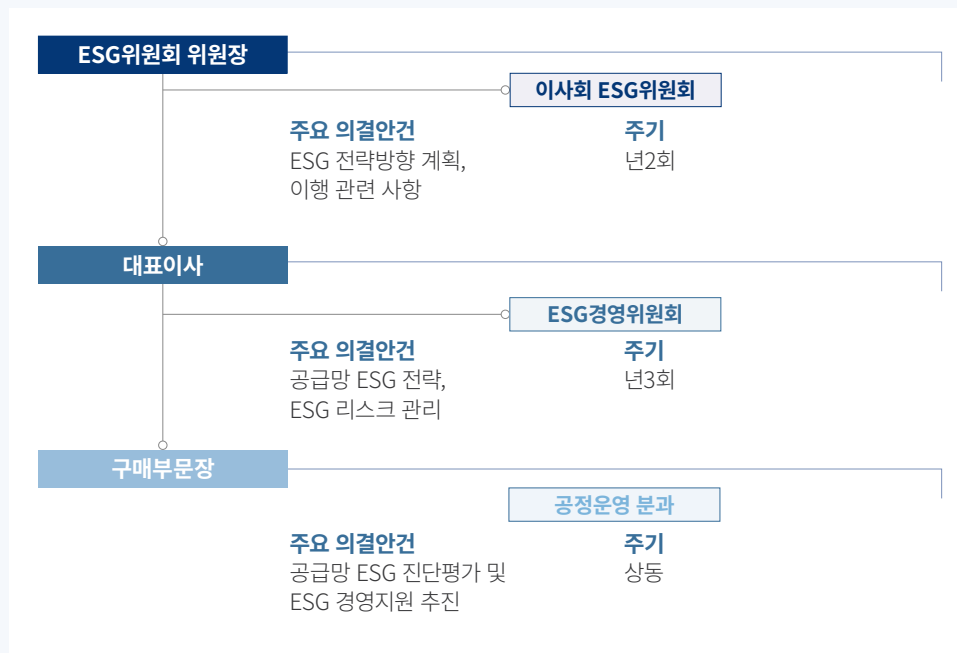 ESG위원회 위원장
이사회 ESG위원회
주요 의결안건
주기
ESG 전략방향 계획,
년2회
이행 관련 사항
대표이사
ESG경영위원회
주요 의결안건
주기
공급망 ESG 전략,
년3회
ESG 리스크 관리
구매부문장
공정운영 분과
주요 의결안건
주기
공급망 ESG 진단평가 및
상동
ESG 경영지원 추진